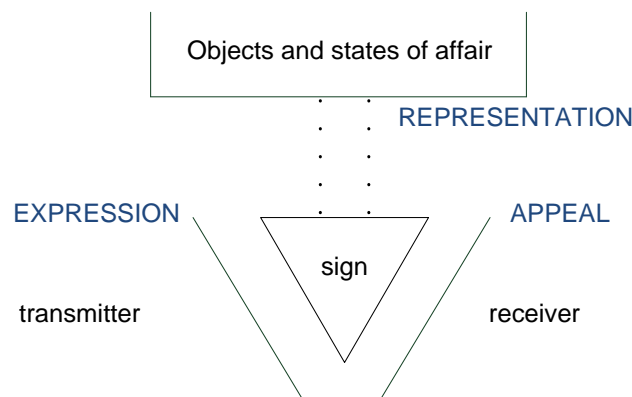 Objects and states of affair
REPRESENTATION
EXPRESSION
APPEAL
sign
transmitter
receiver